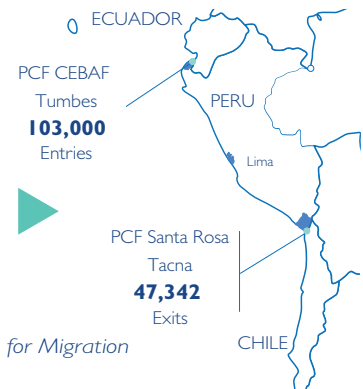 ECUADOR
PCF CEBAF
Tumbes
103,000
Entries
PERU
Lima
PCF Santa Rosa
Tacna
47,342
Exits
CHILE
for Migration